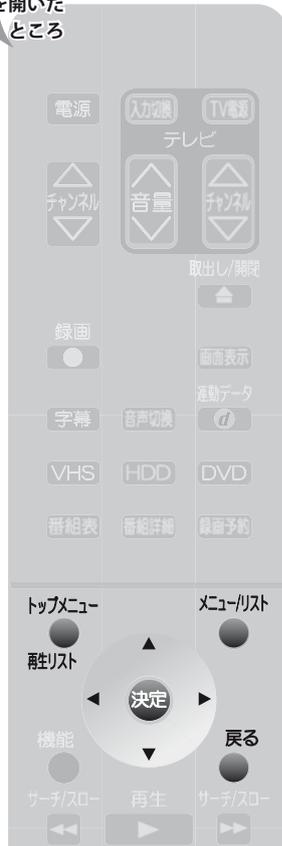 を開いた
ところ
電源
入力切換
TV電源
テレビ
チャンネル
音量
チャンネル
取出し/開閉
録画
画面表示
連動データ
字幕
音声切換
d
VHS
HDD
DVD
番組表
番組詳細
録画予約
トップメニュー
メニュー/リスト
再生リスト
決定
機能
戻る
サーチ/スロー
再生
サーチ/スロー